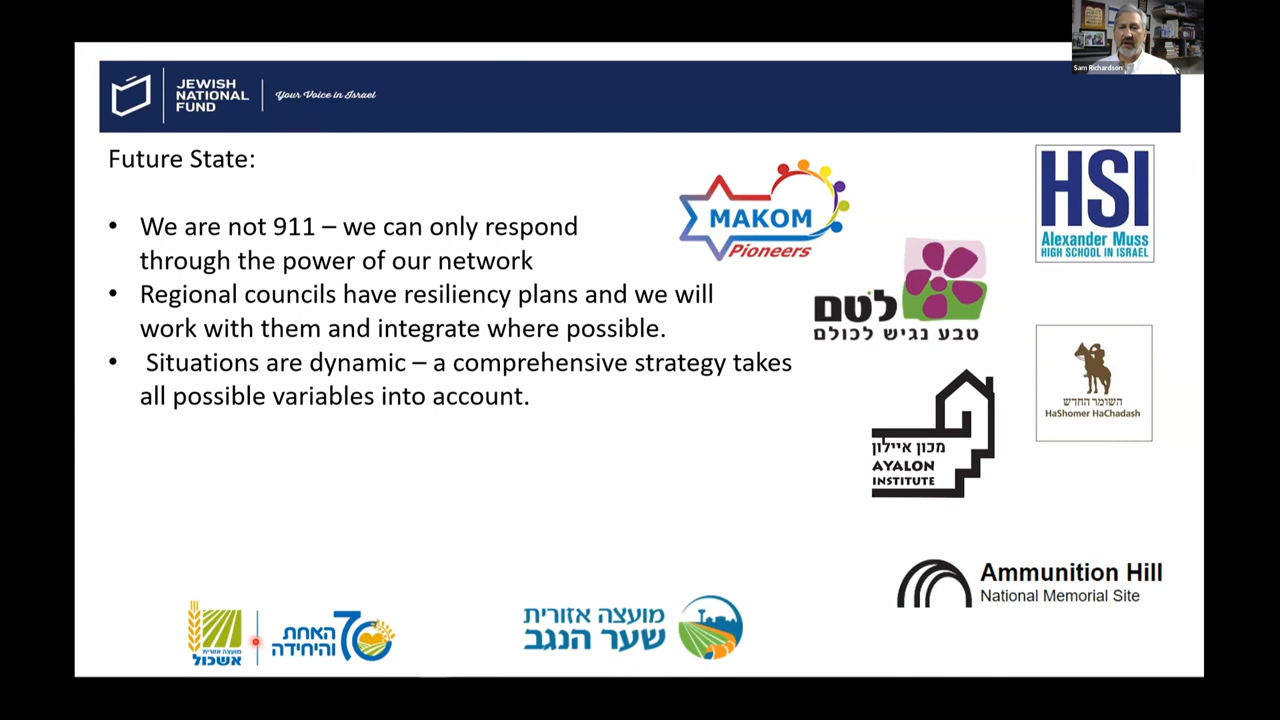 Sam Richardson
JEWISH
NATIONAL
FUND
Your Voice in Israel
Future State:
• We are not 911 – we can only respond
through the power of our network
• Regional councils have resiliency plans and we will
work with them and integrate where possible.
• Situations are dynamic – a comprehensive strategy takes
all possible variables into account.
MAKOM
Pioneers
HSI
Alexander Muss
HIGH SCHOOL IN ISRAEL
לטם
טבע נגיש לכולם
השומר החדש
HaShomer HaChadash
מכון איילון
AYALON
INSTITUTE
Ammunition Hill
National Memorial Site
מועצה אזורית
אשכול
האחת
והיחידה
70
מועצה אזורית
שער הנגב